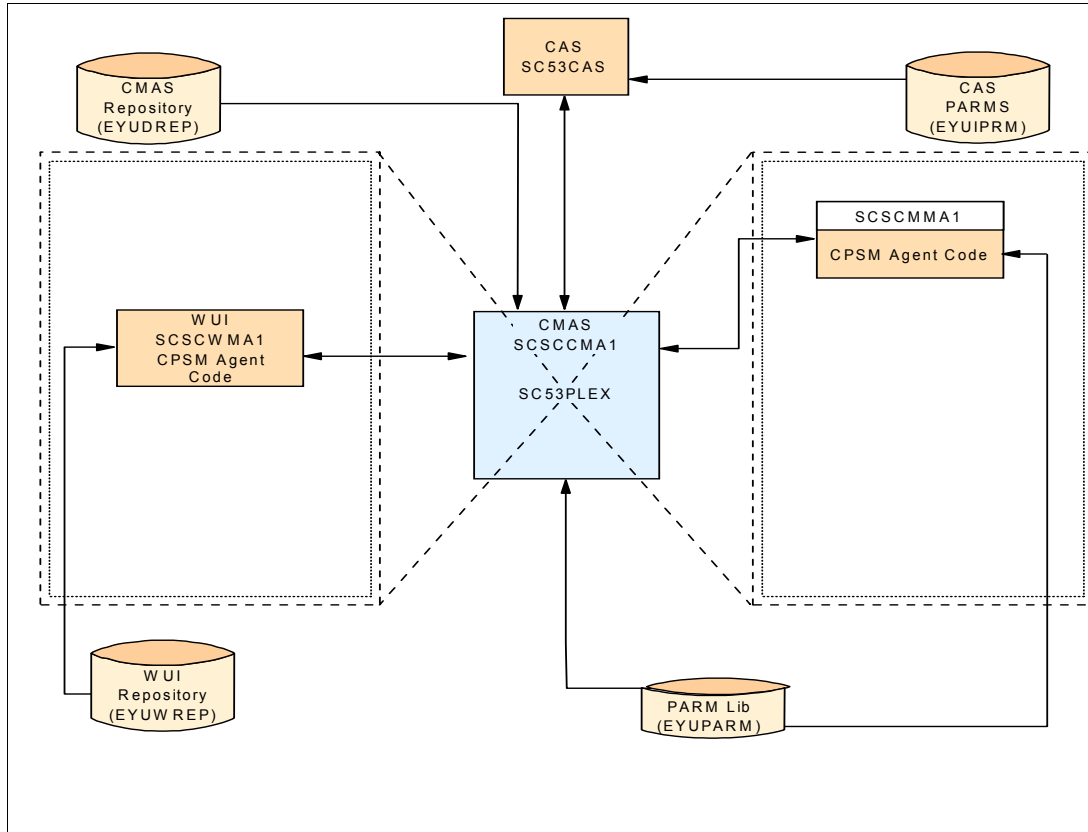 CAS
SC53CAS
CMAS
Repository
(EYUDREP)
CAS
PARMS
(EYUIPRM)
SCSCMMA1
CPSM Agent Code
WUI
SCSCWMA1
CPSM Agent
Code
CMAS
SCSCCMA1
SC53PLEX
WUI
Repository
(EYUWREP)
PARM Lib
(EYUPARM)